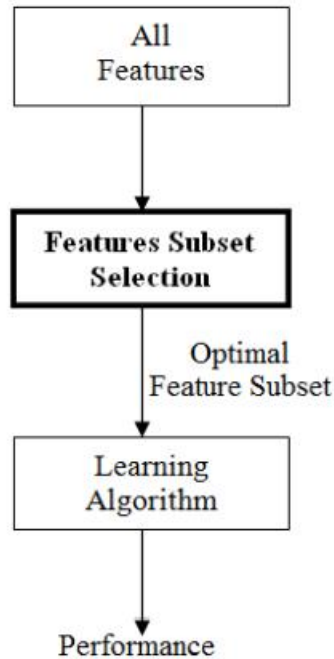 All
Features
Features Subset
Selection
Optimal
Feature Subset
Learning
Algorithm
Performance